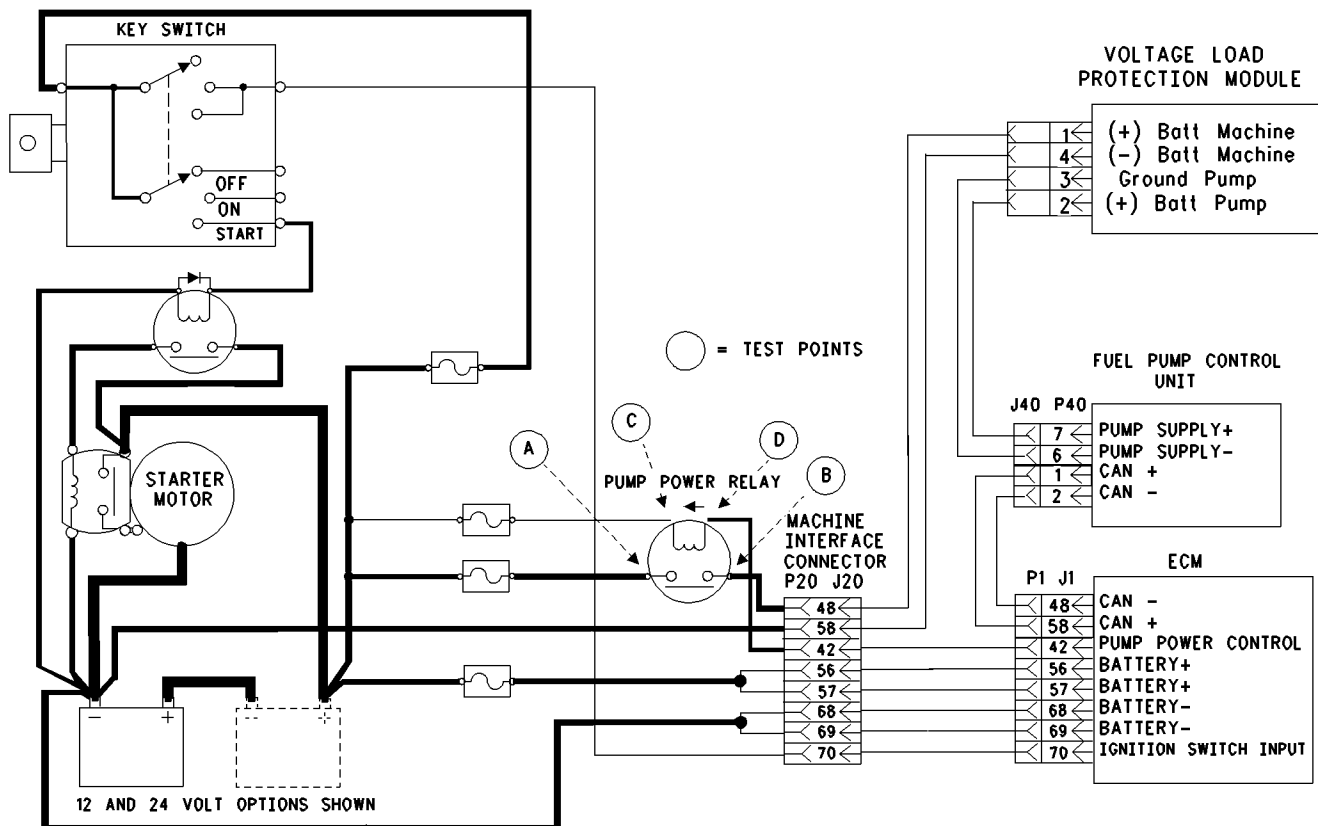 KEY SWITCH
OFF
ON
START
STARTER
MOTOR
12 AND 24 VOLT OPTIONS SHOWN
- +
-- +
= TEST POINTS
C
D
A
B
PUMP POWER RELAY
MACHINE
INTERFACE
CONNECTOR
P20 J20
48
58
42
56
57
68
69
70
VOLTAGE LOAD
PROTECTION MODULE
1 (+) Batt Machine
4 (-) Batt Machine
3 Ground Pump
2 (+) Batt Pump
FUEL PUMP CONTROL
UNIT
J40 P40
7 PUMP SUPPLY+
6 PUMP SUPPLY-
1 CAN +
2 CAN -
ECM
P1 J1
48 CAN -
58 CAN +
42 PUMP POWER CONTROL
56 BATTERY+
57 BATTERY+
68 BATTERY-
69 BATTERY-
70 IGNITION SWITCH INPUT